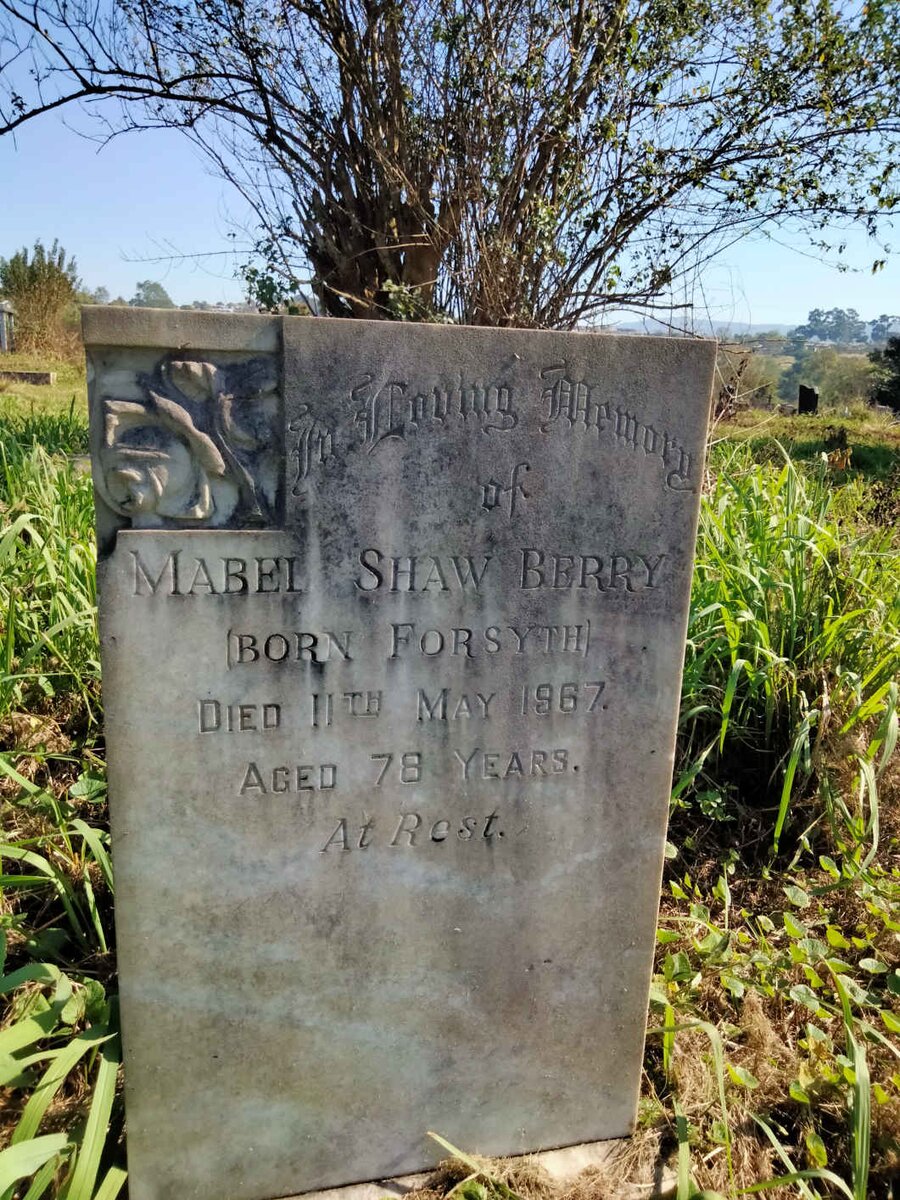 In Loving Memory
of
MABEL SHAW BERRY
(BORN FORSYTH)
DIED 11TH MAY 1967.
AGED 78 YEARS.
At Rest.